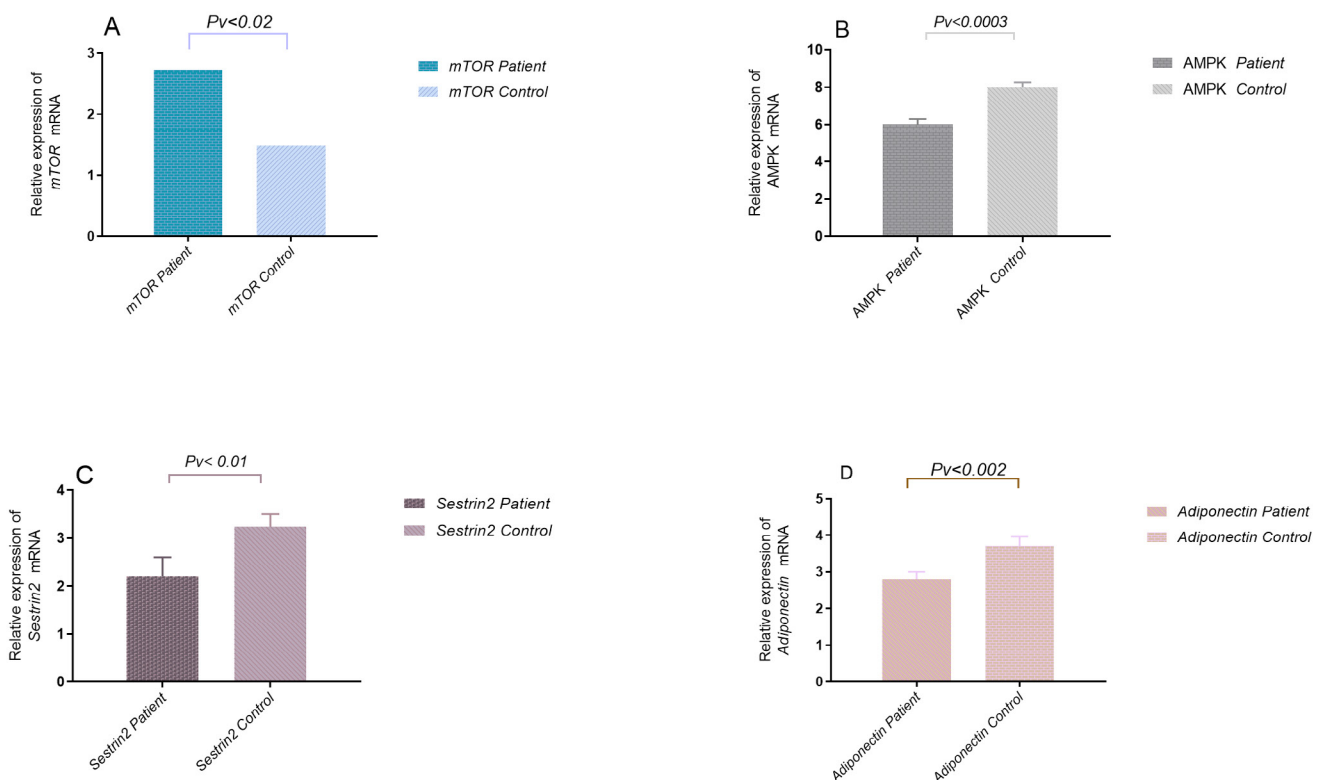 A
Pv<0.02
3
2
1
0
Relative expression of
mTOR mRNA
mTOR Patient
mTOR Control
mTOR Patient
mTOR Control
B
Pv<0.0003
10
8
6
4
2
0
Relative expression of
AMPK mRNA
AMPK Patient
AMPK Control
AMPK Patient
AMPK Control
C
Pv< 0.01
4
3
2
1
0
Relative expression of
Sestrin2 mRNA
Sestrin2 Patient
Sestrin2 Control
Sestrin2 Patient
Sestrin2 Control
D
Pv<0.002
5
4
3
2
1
0
Relative expression of
Adiponectin mRNA
Adiponectin Patient
Adiponectin Control
Adiponectin Patient
Adiponectin Control